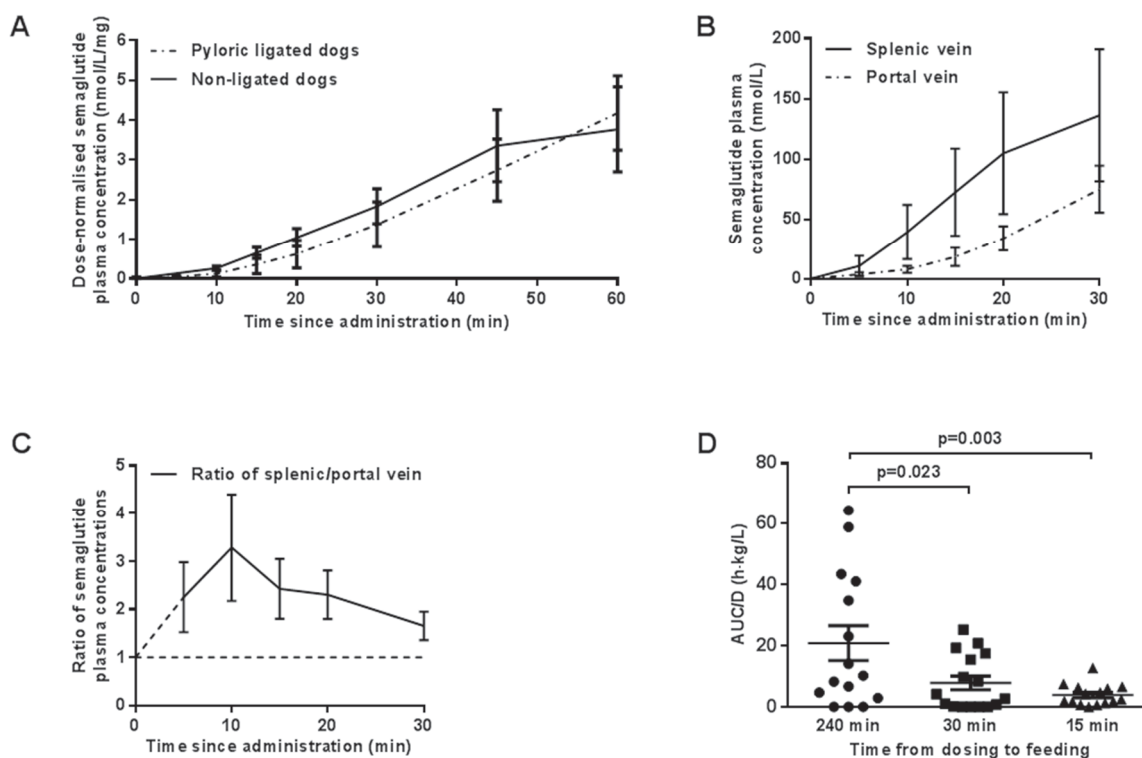 A
Dose-normalised semaglutide
plasma concentration (nmol/L/mg)
6
5
4
3
2
1
0
Pyloric ligated dogs
Non-ligated dogs
0 10 20 30 40 50 60
Time since administration (min)
B
Semaglutide plasma
concentration (nmol/L)
200
150
100
50
0
Splenic vein
Portal vein
0 10 20 30
Time since administration (min)
C
Ratio of semaglutide
plasma concentrations
5
4
3
2
1
0
Ratio of splenic/portal vein
0 10 20 30
Time since administration (min)
D
p=0.003
p=0.023
AUC/D (h·kg/L)
80
60
40
20
0
240 min 30 min 15 min
Time from dosing to feeding